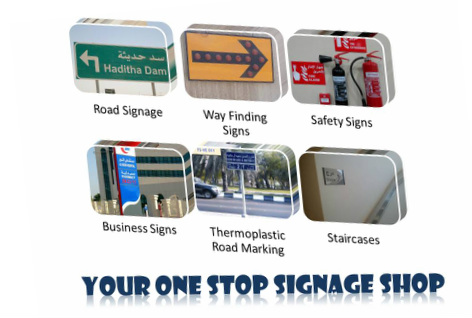 سد حديثة
Haditha Dam
Road Signage
Way Finding
Signs
Safety Signs
Business Signs
Thermoplastic
Road Marking
Staircases
YOUR ONE STOP SIGNAGE SHOP